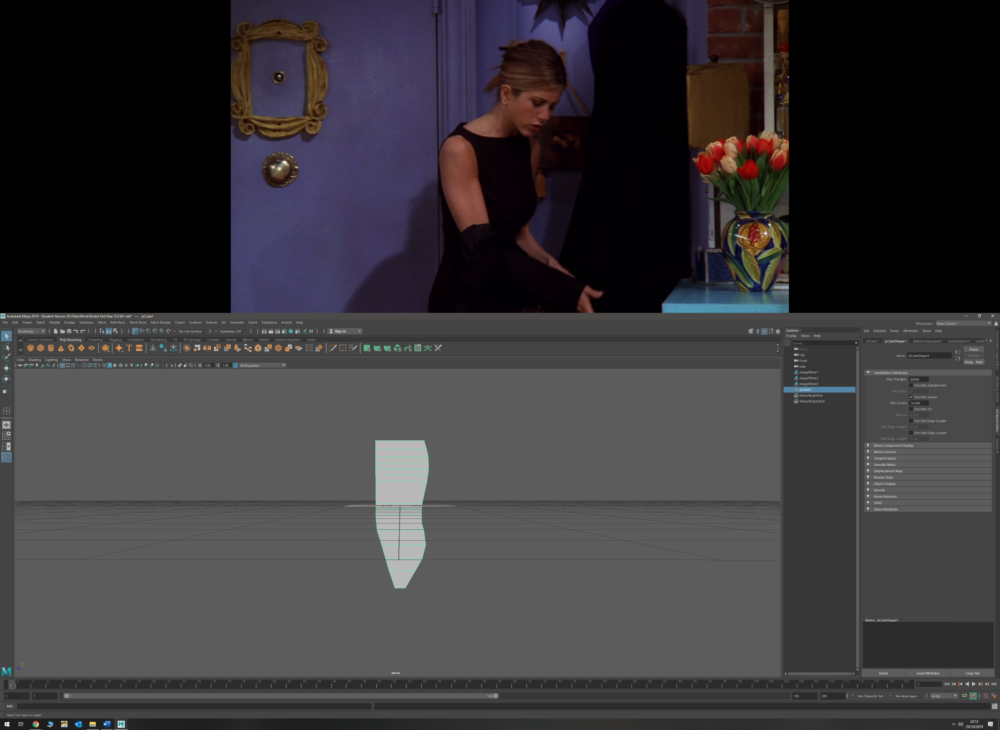 Autodesk Maya 2019 - Student Version: D:\Files\Work\Bristol Uni\Year 3\CW1.mb* --- pCube1
File Edit Create Select Modify Display Windows Mesh Edit Mesh Mesh Tools Mesh Display Curves Surfaces Deform UV Generate Cache Substance Arnold Help
Workspace : Maya Classic*
Modeling No Live Surface Symmetry: Off Sign In
Curves / Surfaces Poly Modeling Sculpting Rigging Animation Rendering FX FX Caching Custom Arnold Bifrost MASH Motion Graphics XGen
T SVG
View Shading Lighting Show Renderer Panels
0.00 1.00 sRGB gamma
persp
Outliner
Display Show Help
Search...
persp
top
front
side
imagePlane1
imagePlane2
imagePlane3
pCube1
defaultLightSet
defaultObjectSet
List Selected Focus Attributes Show Help
pCube1 pCubeShape1 deleteComponent1 polyChamfer1
mesh: pCubeShape1
Focus
Presets
Show Hide
Tessellation Attributes
Max Triangles 60000
Use Max Subdivisions
Max Subd 3
Use Min Screen
Min Screen 14.000
Use Max UV
Max Uv 0.500
Use Min Edge Length
Min Edge Length 0.010
Use Max Edge Length
Max Edge Length 0.100
Mesh Component Display
Mesh Controls
Tangent Space
Smooth Mesh
Displacement Map
Render Stats
Object Display
Arnold
Node Behavior
UUID
Extra Attributes
Notes: pCubeShape1
Select Load Attributes Copy Tab
Channel Box / Layer Editor
Modeling Toolkit
Attribute Editor
1 2 4 6 8 10 12 14 16 18 20 22 24 26 28 30 32 34 36 38 40 42 44 46 48 50 52 54 56 58 60 62 64 66 68 70 72 74 76 78 80 82 84 86 88 90 92 94 96 98 100 102 104 106 108 110 112 114 116 118 120 1
1 1 1 120 120 200 No Character Set No Anim Layer 24 fps
MEL
Select Tool: select an object
23:13
29/10/2019